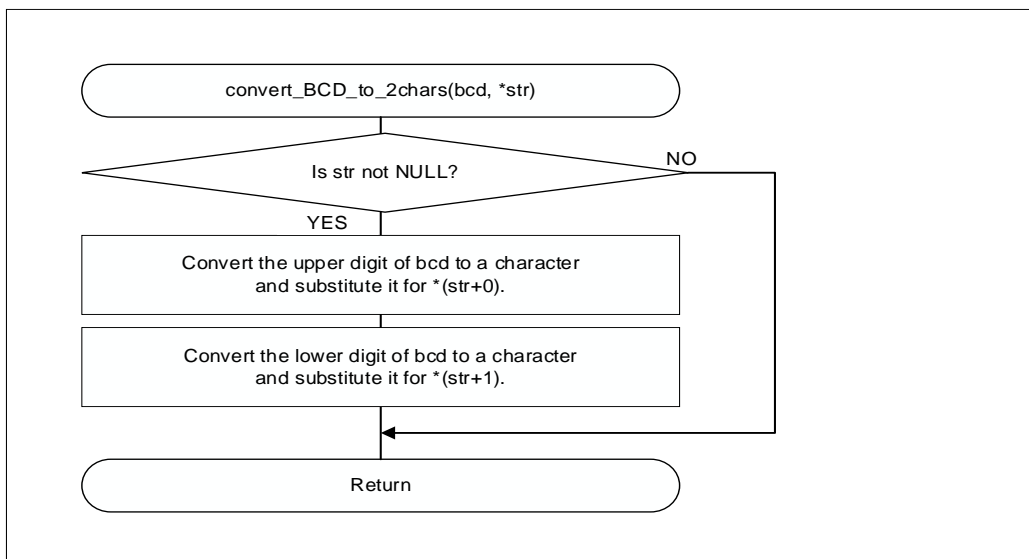 convert_BCD_to_2chars(bcd, *str)
Is str not NULL?
NO
YES
Convert the upper digit of bcd to a character
and substitute it for *(str+0).
Convert the lower digit of bcd to a character
and substitute it for *(str+1).
Return